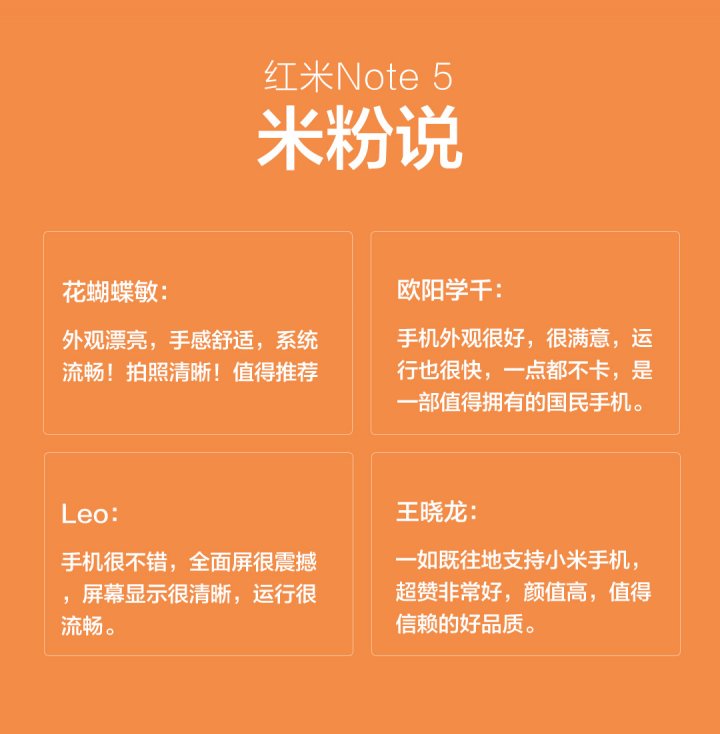 红米Note 5
米粉说
花蝴蝶敏：
外观漂亮，手感舒适，系统
流畅！拍照清晰！值得推荐
欧阳学千：
手机外观很好，很满意，运
行也很快，一点都不卡，是
一部值得拥有的国民手机。
Leo：
手机很不错，全面屏很震撼
，屏幕显示很清晰，运行很
流畅。
王晓龙：
一如既往地支持小米手机，
超赞非常好，颜值高，值得
信赖的好品质。